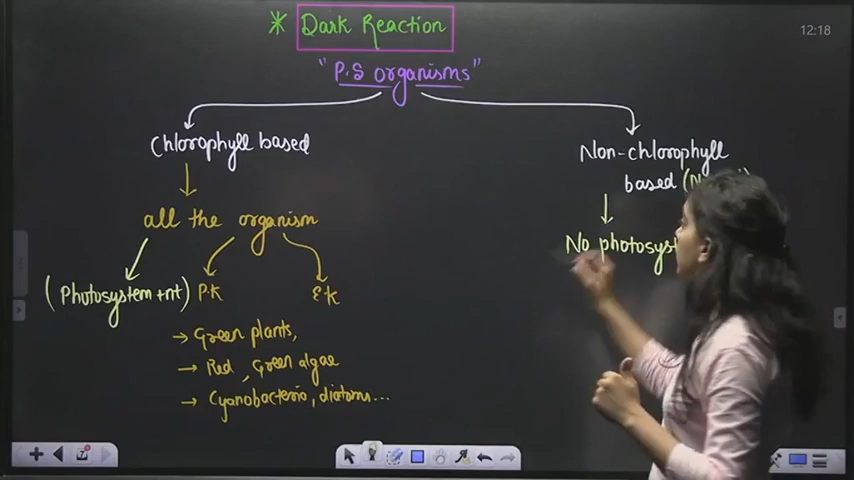 12:18
* Dark Reaction
"P.S organisms"
Chlorophyll based
Non-chlorophyll
based
all the organism
No
(Photosystem +nt)
P.K
E.K
→ Green plants,
→ Red, Green algae
→ Cyanobacteria, diatoms...